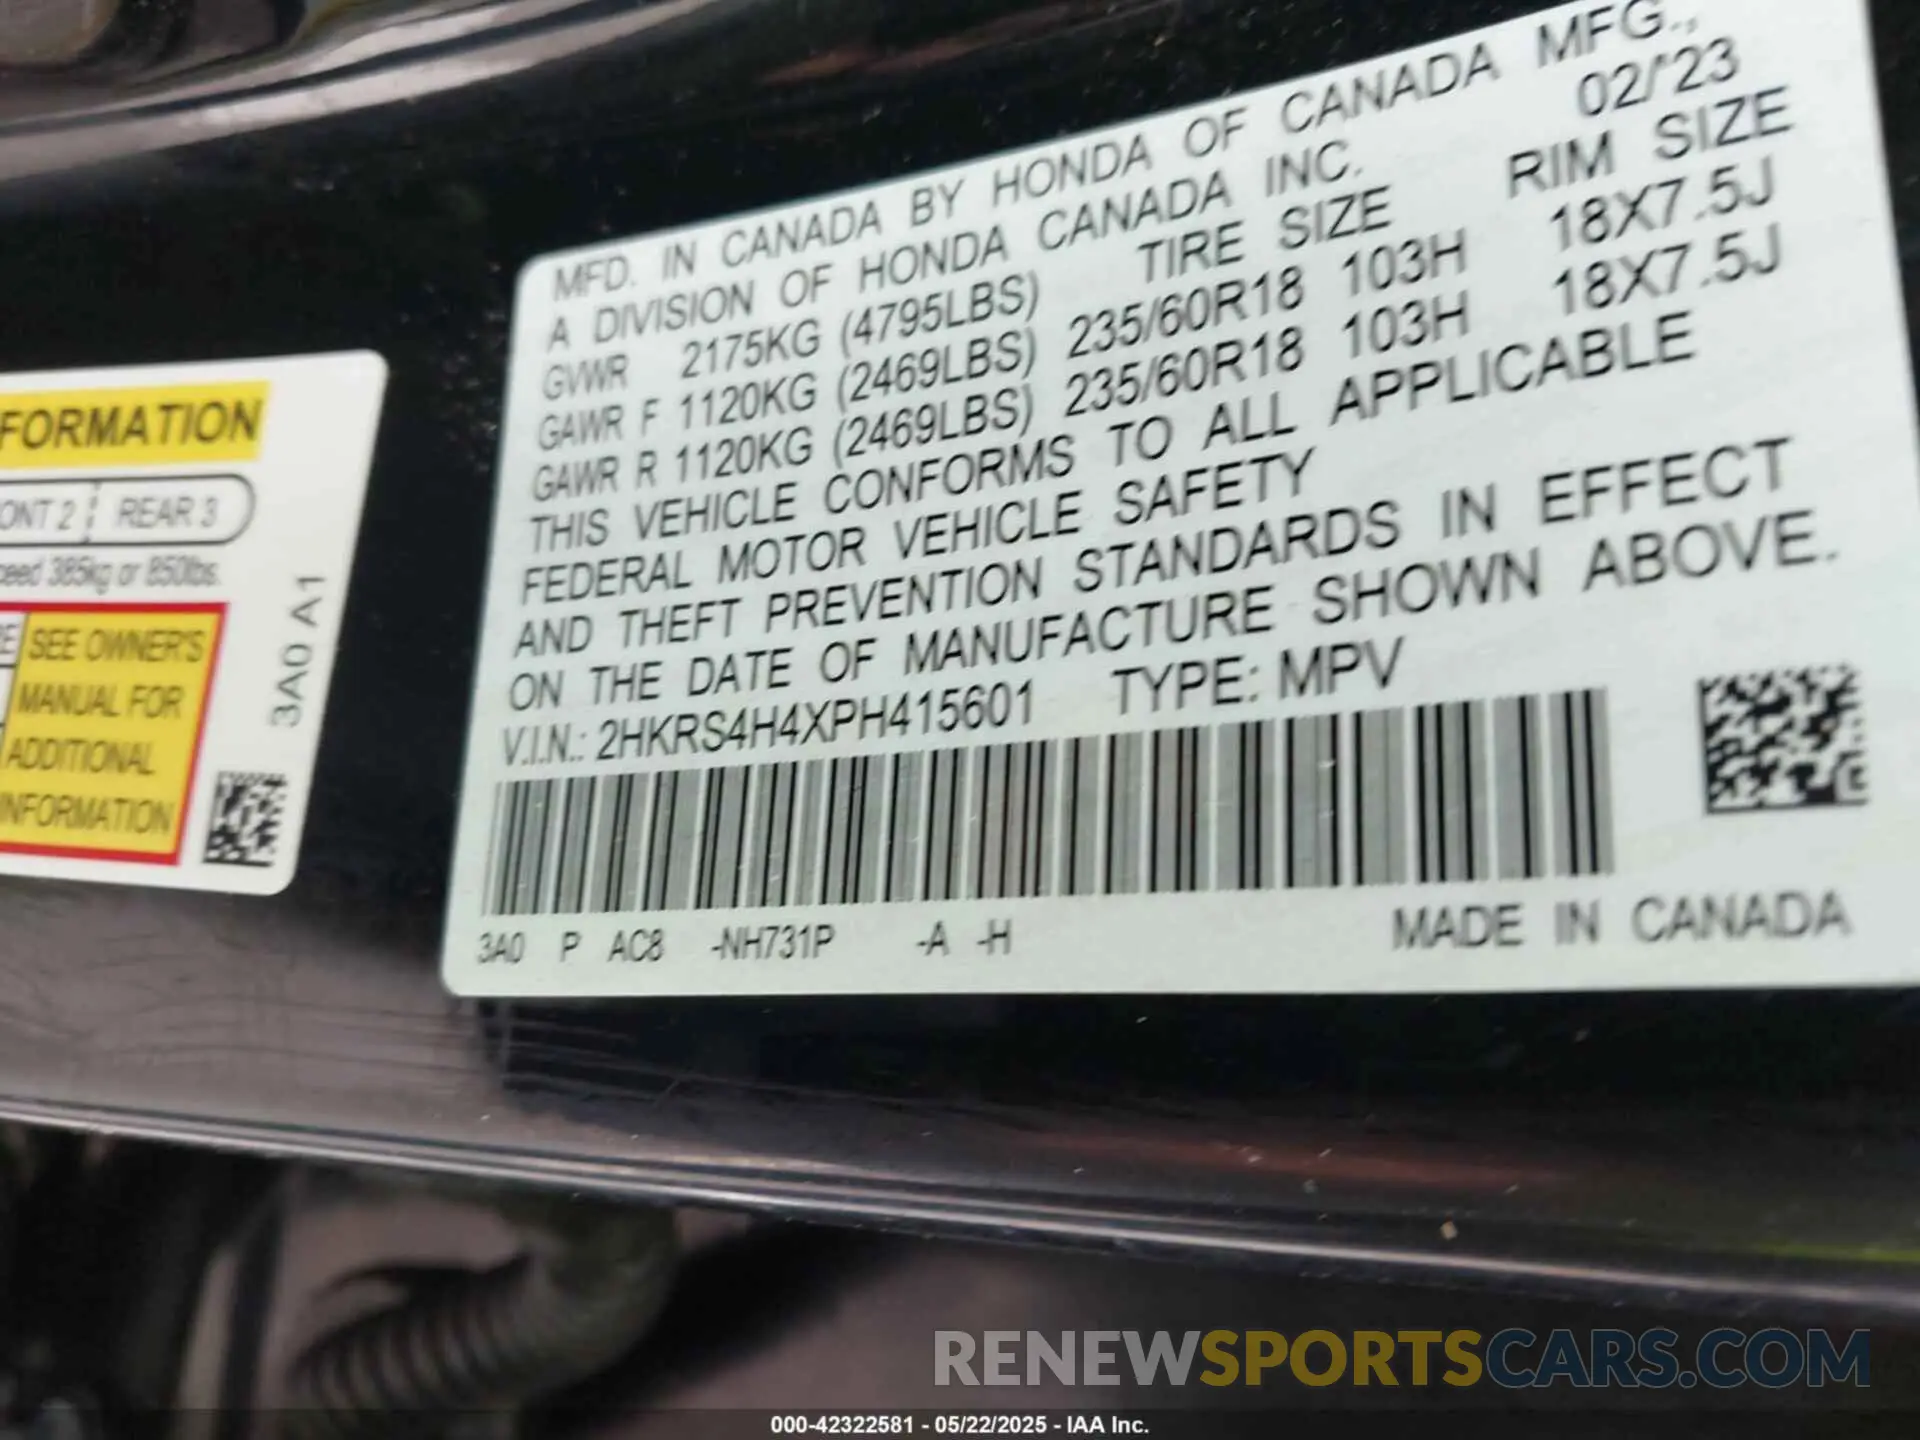 FORMATION
ONT 2 REAR 3
ceed 385kg or 850lbs.
RE
SEE OWNER'S
MANUAL FOR
ADDITIONAL
INFORMATION
3A0 A1
MFD. IN CANADA BY HONDA OF CANADA MFG.,
A DIVISION OF HONDA CANADA INC. 02/'23
GVWR 2175KG (4795LBS) TIRE SIZE RIM SIZE
GAWR F 1120KG (2469LBS) 235/60R18 103H 18X7.5J
GAWR R 1120KG (2469LBS) 235/60R18 103H 18X7.5J
THIS VEHICLE CONFORMS TO ALL APPLICABLE
FEDERAL MOTOR VEHICLE SAFETY
AND THEFT PREVENTION STANDARDS IN EFFECT
ON THE DATE OF MANUFACTURE SHOWN ABOVE.
V.I.N.: 2HKRS4H4XPH415601 TYPE: MPV
3A0 P AC8 -NH731P -A -H MADE IN CANADA
RENEWSPORTSCARS.COM
000-42322581 - 05/22/2025 - IAA Inc.